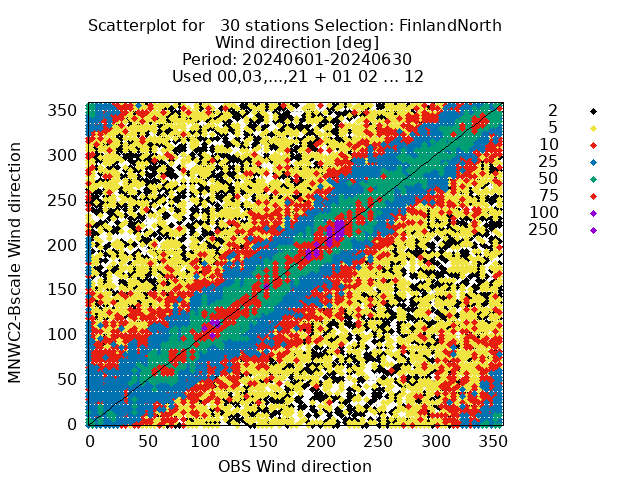 Scatterplot for   30 stations Selection: FinlandNorth
Wind direction [deg]
Period: 20240601-20240630
Used 00,03,...,21 + 01 02 ... 12
MNWC2-Bscale Wind direction
350
300
250
200
150
100
50
0
0 50 100 150 200 250 300 350
OBS Wind direction
2
5
10
25
50
75
100
250